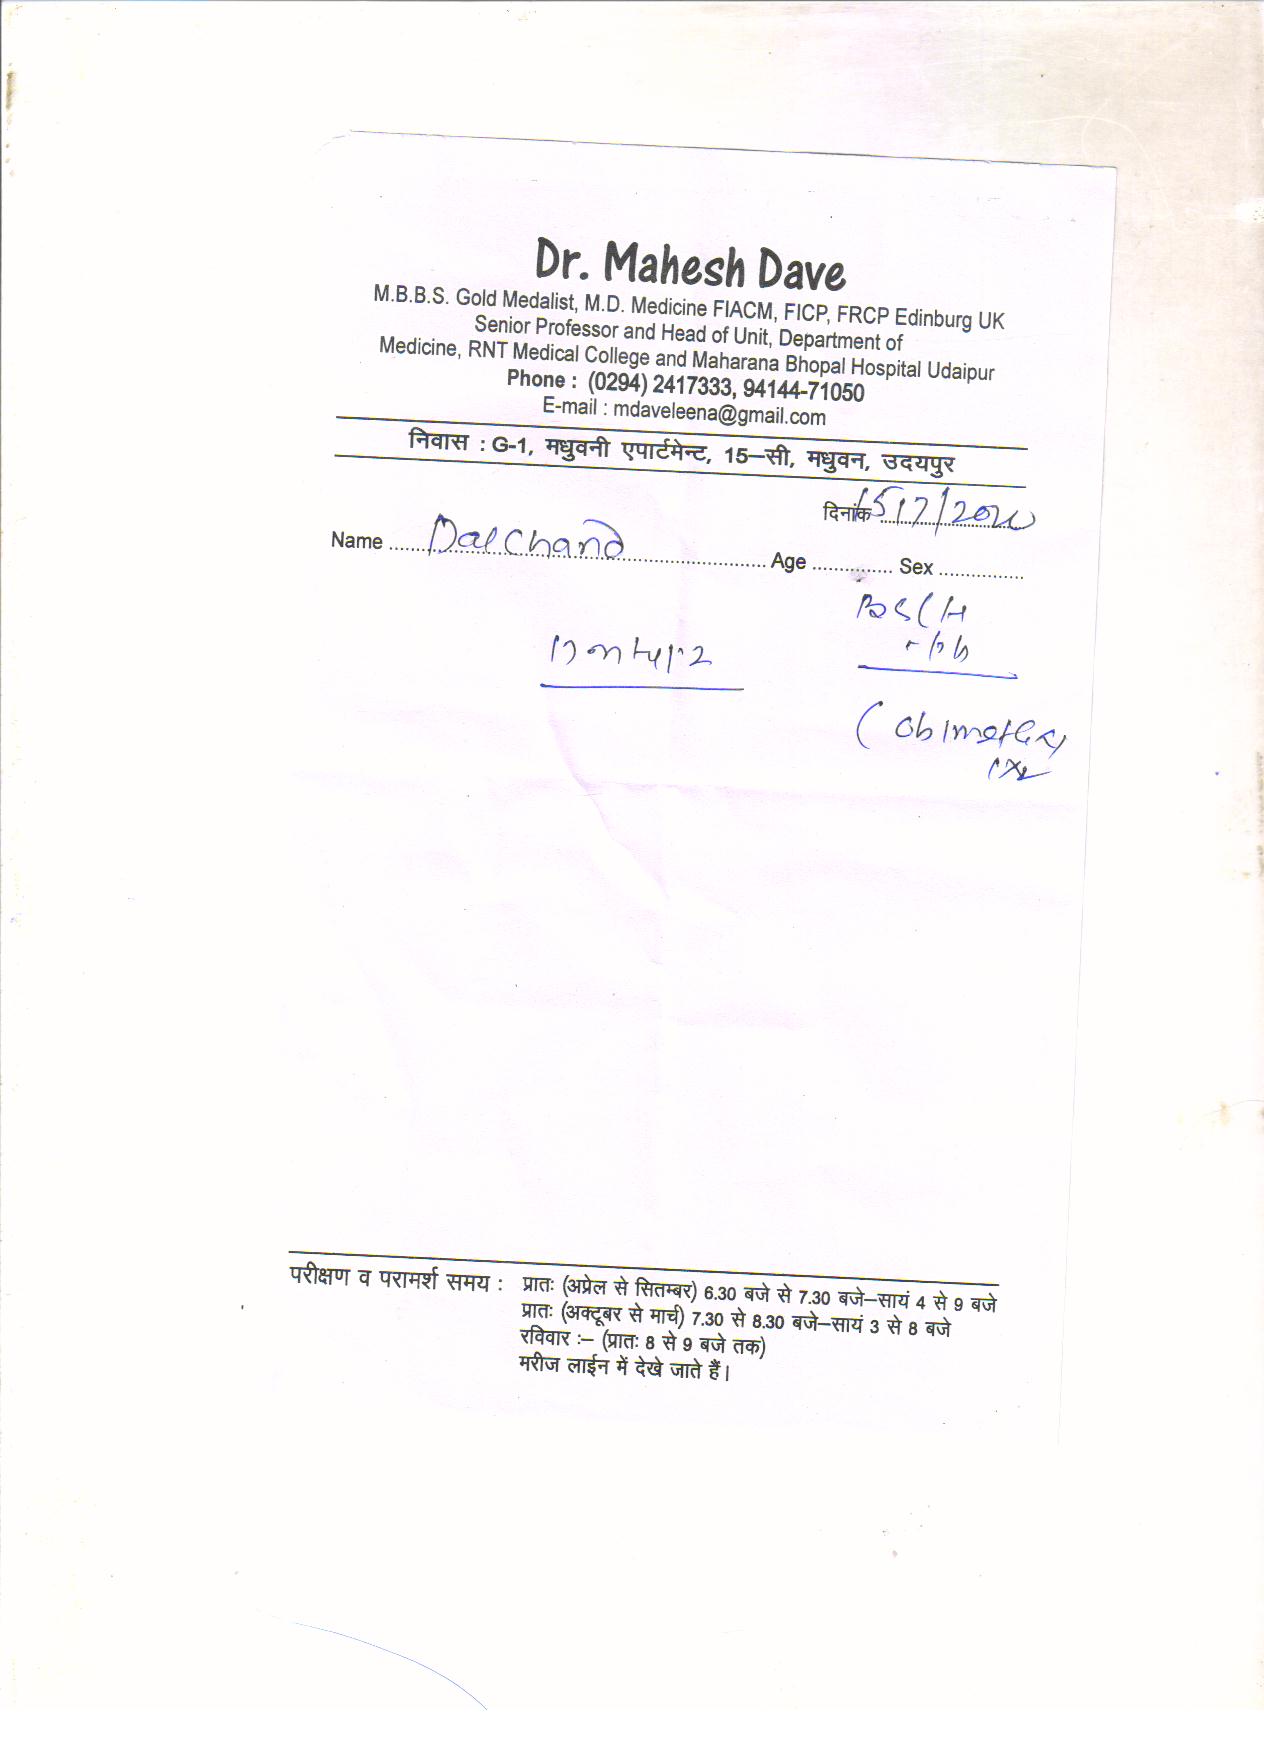 Dr. Mahesh Dave
M.B.B.S. Gold Medalist, M.D. Medicine FIACM, FICP, FRCP Edinburg UK
Senior Professor and Head of Unit, Department of
Medicine, RNT Medical College and Maharana Bhopal Hospital Udaipur
Phone : (0294) 2417333, 94144-71050
E-mail : mdaveleena@gmail.com
निवास : G-1, मधुवनी एपार्टमेन्ट, 15–सी, मधुवन, उदयपुर
दिनांक 15/7/2020
Name Dalchand Age Sex
परीक्षण व परामर्श समय : प्रातः (अप्रेल से सितम्बर) 6.30 बजे से 7.30 बजे–सायं 4 से 9 बजे
प्रातः (अक्टूबर से मार्च) 7.30 से 8.30 बजे–सायं 3 से 8 बजे
रविवार :– (प्रातः 8 से 9 बजे तक)
मरीज लाईन में देखे जाते हैं।